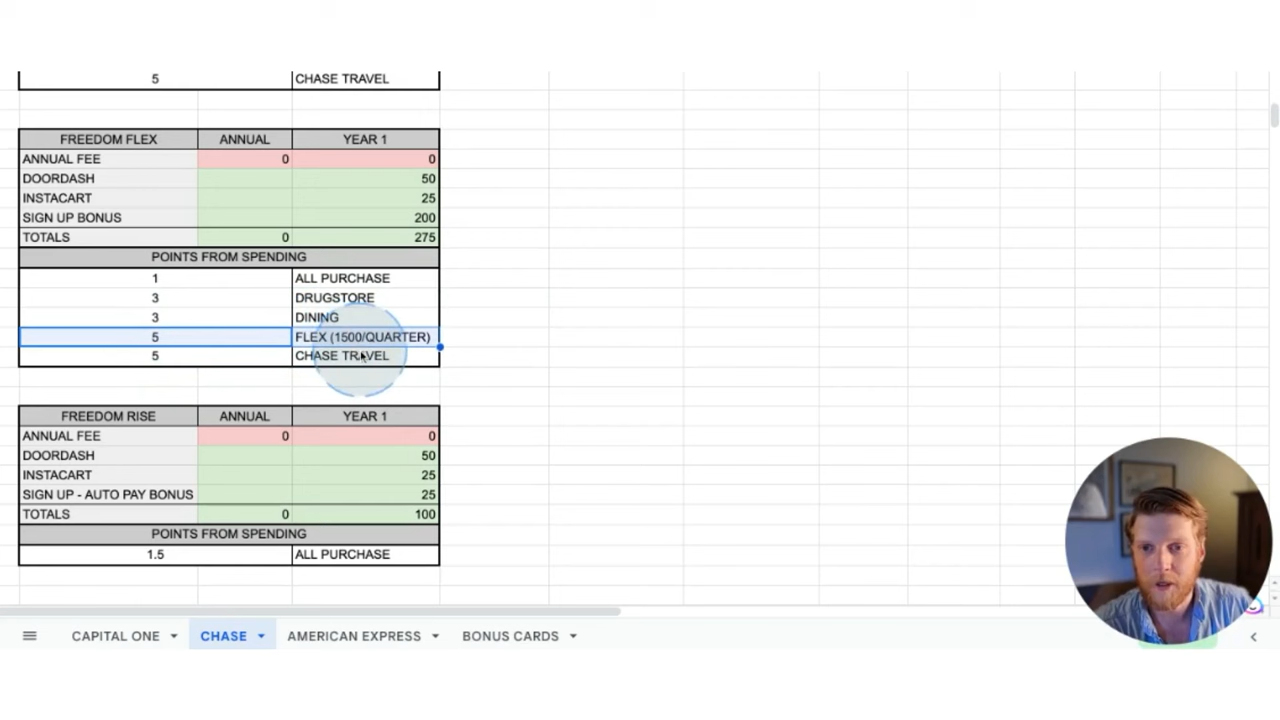 5 CHASE TRAVEL
FREEDOM FLEX ANNUAL YEAR 1
ANNUAL FEE 0 0
DOORDASH 50
INSTACART 25
SIGN UP BONUS 200
TOTALS 0 275
POINTS FROM SPENDING
1 ALL PURCHASE
3 DRUGSTORE
3 DINING
5 FLEX (1500/QUARTER)
5 CHASE TRAVEL
FREEDOM RISE ANNUAL YEAR 1
ANNUAL FEE 0 0
DOORDASH 50
INSTACART 25
SIGN UP - AUTO PAY BONUS 25
TOTALS 0 100
POINTS FROM SPENDING
1.5 ALL PURCHASE
CAPITAL ONE CHASE AMERICAN EXPRESS BONUS CARDS